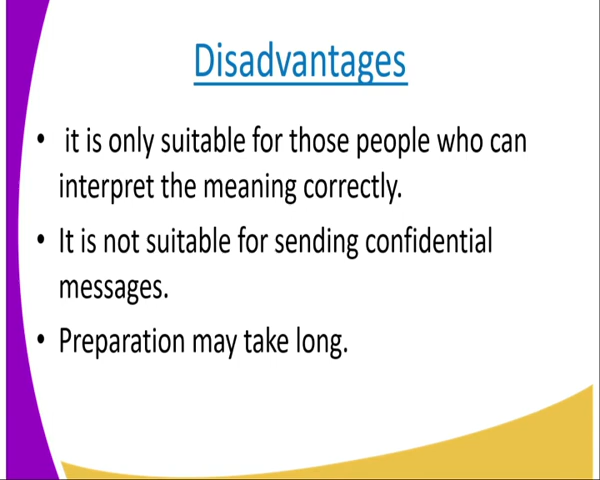 Disadvantages
• it is only suitable for those people who can
interpret the meaning correctly.
• It is not suitable for sending confidential
messages.
• Preparation may take long.